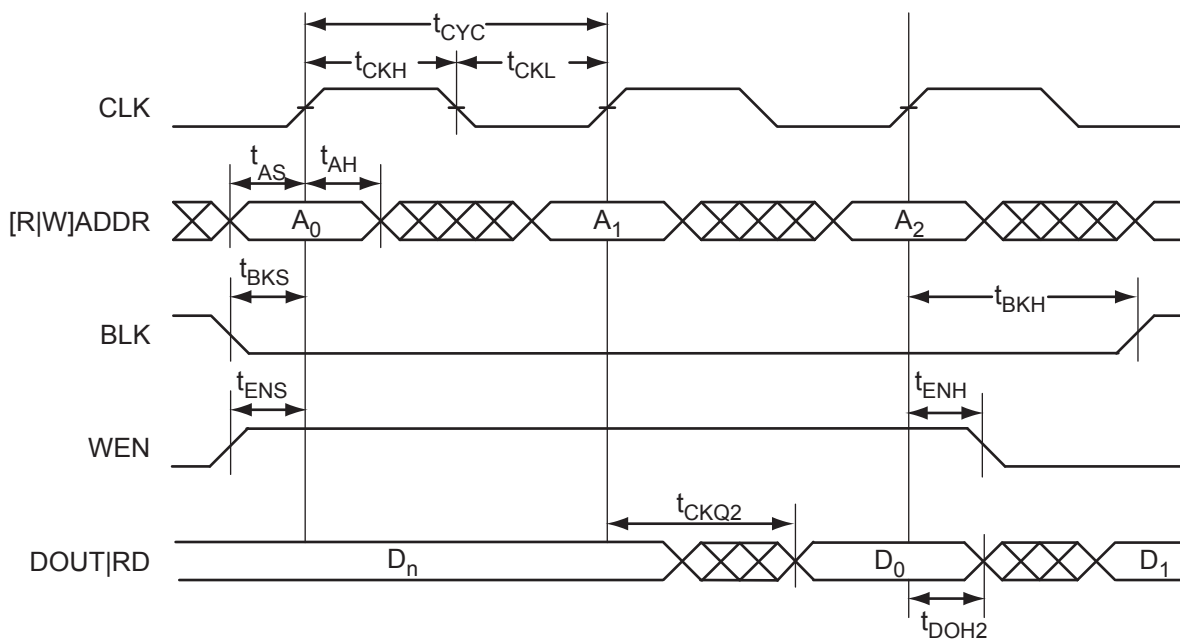 tCYC
tCKH tCKL
CLK
tAS tAH
[R|W]ADDR A0 A1 A2
tBKS tBKH
BLK
tENS tENH
WEN
tCKQ2
DOUT|RD Dn D0 D1
tDOH2